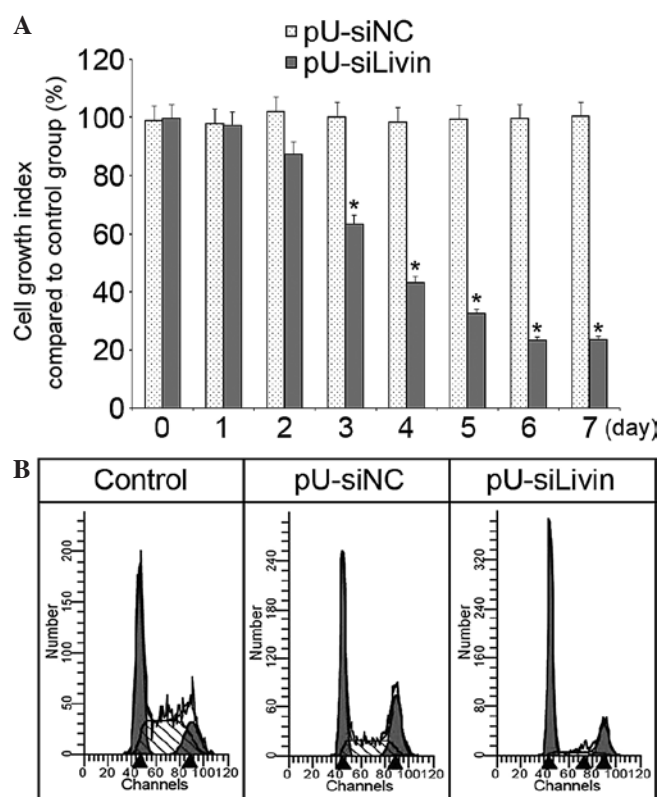 A
pU-siNC
pU-siLivin
Cell growth index
compared to control group (%)
120
100
80
60
40
20
0
* * * * *
0 1 2 3 4 5 6 7 (day)
B
Control pU-siNC pU-siLivin
Number
200
150
100
50
0
0 20 40 60 80 100 120
Channels
Number
240
180
120
60
0
0 20 40 60 80 100 120
Channels
Number
320
240
160
80
0
0 20 40 60 80 100 120
Channels